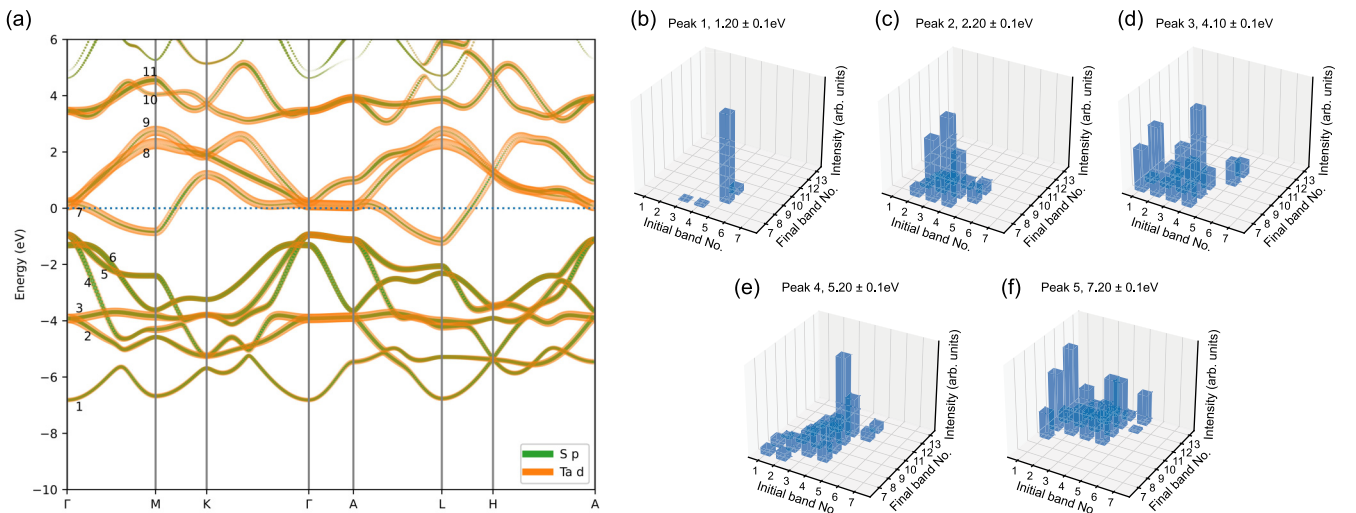 (a)
6
4
2
0
−2
−4
−6
−8
−10
Energy (eV)
11
10
9
8
7
6
5
4
3
2
1
S p
Ta d
Γ M K Γ A L H A
(b) Peak 1, 1.20 ± 0.1eV
Intensity (arb. units)
1 2 3 4 5 6 7
Initial band No.
7 8 9 10 11 12 13
Final band No.
(c) Peak 2, 2.20 ± 0.1eV
Intensity (arb. units)
1 2 3 4 5 6 7
Initial band No.
7 8 9 10 11 12 13
Final band No.
(d) Peak 3, 4.10 ± 0.1eV
Intensity (arb. units)
1 2 3 4 5 6 7
Initial band No.
7 8 9 10 11 12 13
Final band No.
(e) Peak 4, 5.20 ± 0.1eV
Intensity (arb. units)
1 2 3 4 5 6 7
Initial band No.
7 8 9 10 11 12 13
Final band No.
(f) Peak 5, 7.20 ± 0.1eV
Intensity (arb. units)
1 2 3 4 5 6 7
Initial band No.
7 8 9 10 11 12 13
Final band No.